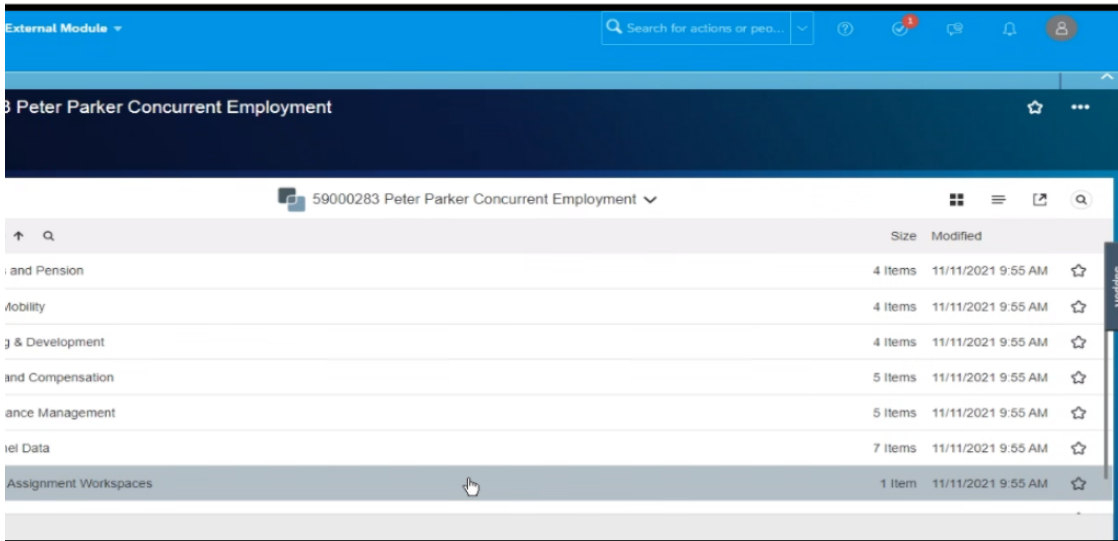 External Module
Search for actions or peo...
1
Peter Parker Concurrent Employment
59000283 Peter Parker Concurrent Employment
Size Modified
and Pension 4 Items 11/11/2021 9:55 AM
Mobility 4 Items 11/11/2021 9:55 AM
& Development 4 Items 11/11/2021 9:55 AM
and Compensation 5 Items 11/11/2021 9:55 AM
ance Management 5 Items 11/11/2021 9:55 AM
nel Data 7 Items 11/11/2021 9:55 AM
Assignment Workspaces 1 Item 11/11/2021 9:55 AM